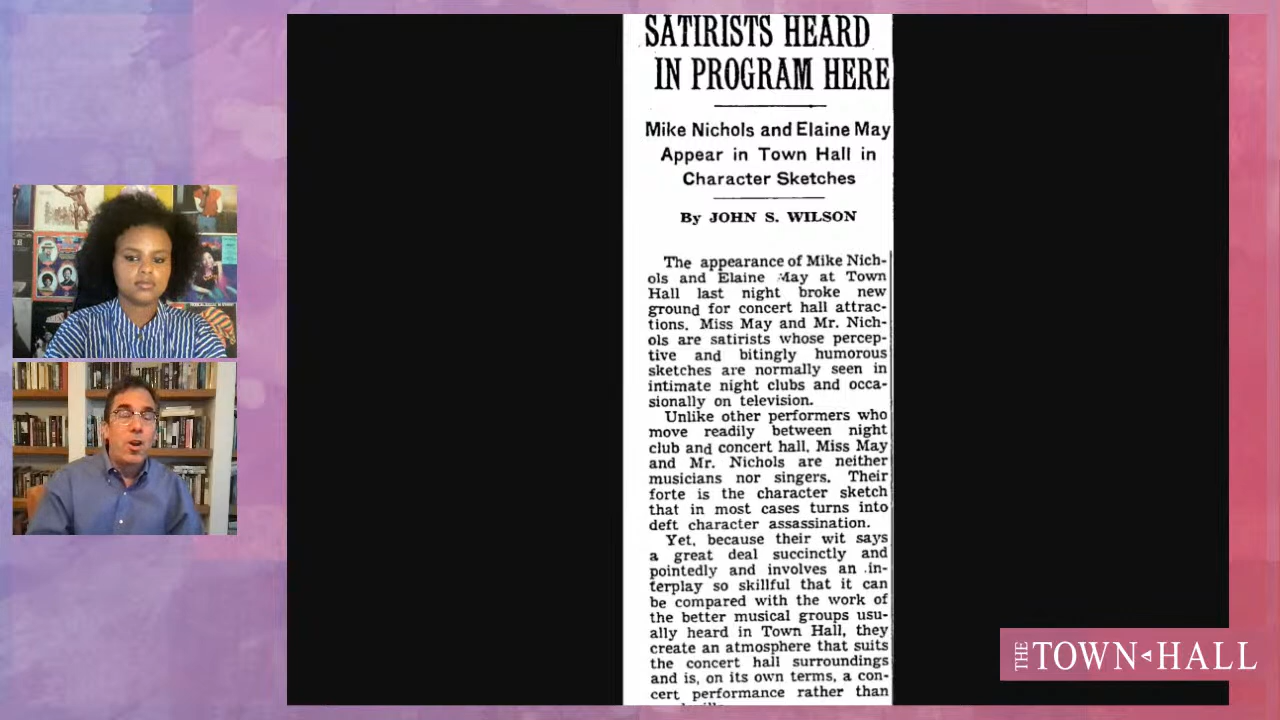 SATIRISTS HEARD
IN PROGRAM HERE
Mike Nichols and Elaine May
Appear in Town Hall in
Character Sketches
By JOHN S. WILSON
The appearance of Mike Nich-
ols and Elaine May at Town
Hall last night broke new
ground for concert hall attrac-
tions. Miss May and Mr. Nich-
ols are satirists whose percep-
tive and bitingly humorous
sketches are normally seen in
intimate night clubs and occa-
sionally on television.
Unlike other performers who
move readily between night
club and concert hall, Miss May
and Mr. Nichols are neither
musicians nor singers. Their
forte is the character sketch
that in most cases turns into
deft character assassination.
Yet, because their wit says
a great deal succinctly and
pointedly and involves an in-
terplay so skillful that it can
be compared with the work of
the better musical groups usu-
ally heard in Town Hall, they
create an atmosphere that suits
the concert hall surroundings
and is, on its own terms, a con-
cert performance rather than
THE TOWN HALL